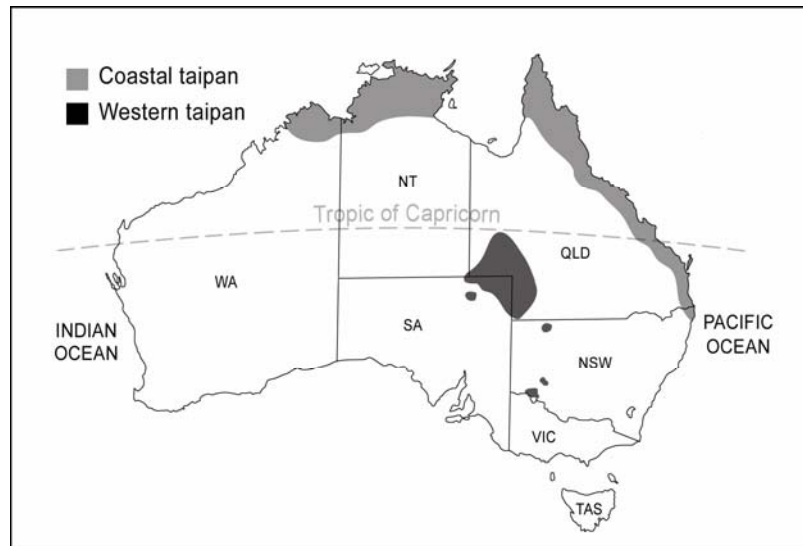 Coastal taipan
Western taipan
NT
Tropic of Capricorn
QLD
WA
SA
INDIAN
OCEAN
PACIFIC
OCEAN
NSW
VIC
TAS